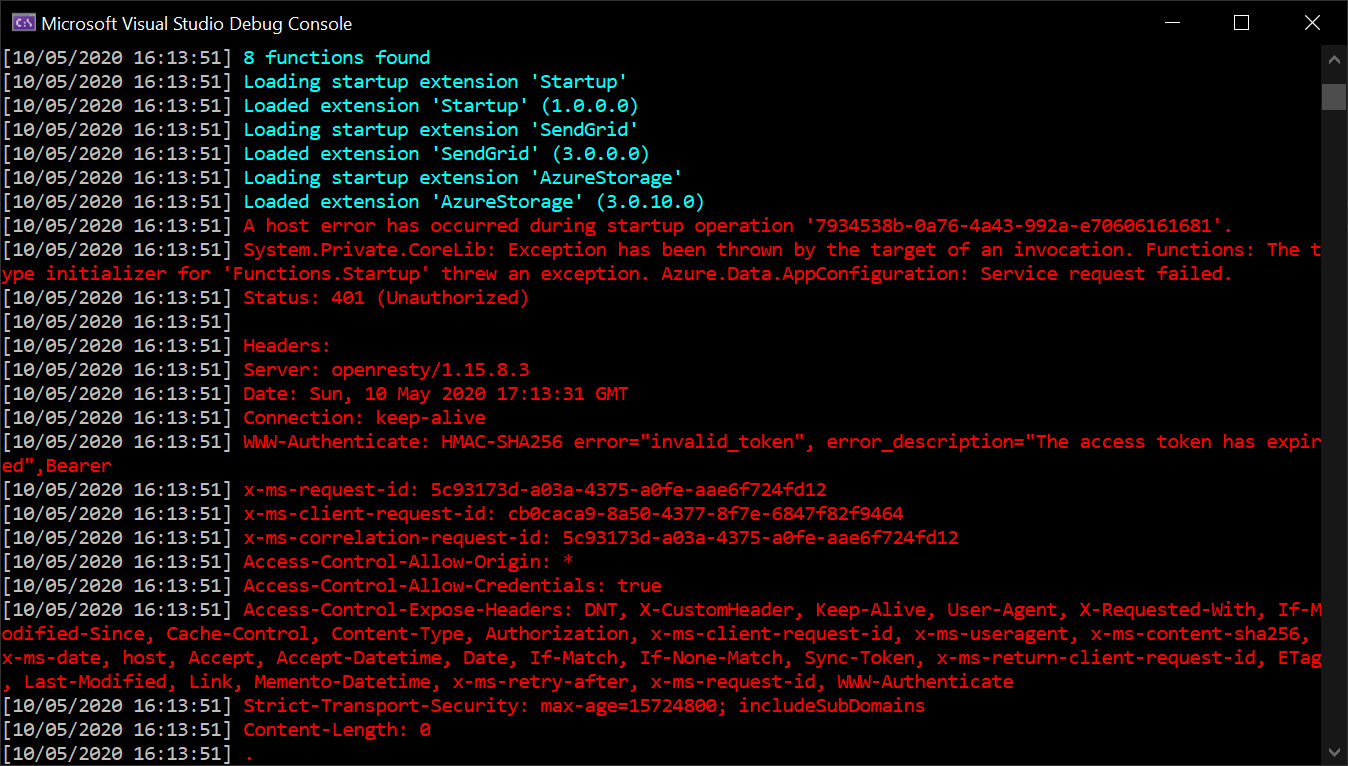 Microsoft Visual Studio Debug Console
[10/05/2020 16:13:51] 8 functions found
[10/05/2020 16:13:51] Loading startup extension 'Startup'
[10/05/2020 16:13:51] Loaded extension 'Startup' (1.0.0.0)
[10/05/2020 16:13:51] Loading startup extension 'SendGrid'
[10/05/2020 16:13:51] Loaded extension 'SendGrid' (3.0.0.0)
[10/05/2020 16:13:51] Loading startup extension 'AzureStorage'
[10/05/2020 16:13:51] Loaded extension 'AzureStorage' (3.0.10.0)
[10/05/2020 16:13:51] A host error has occurred during startup operation '7934538b-0a76-4a43-992a-e70606161681'.
[10/05/2020 16:13:51] System.Private.CoreLib: Exception has been thrown by the target of an invocation. Functions: The t
ype initializer for 'Functions.Startup' threw an exception. Azure.Data.AppConfiguration: Service request failed.
[10/05/2020 16:13:51] Status: 401 (Unauthorized)
[10/05/2020 16:13:51]
[10/05/2020 16:13:51] Headers:
[10/05/2020 16:13:51] Server: openresty/1.15.8.3
[10/05/2020 16:13:51] Date: Sun, 10 May 2020 17:13:31 GMT
[10/05/2020 16:13:51] Connection: keep-alive
[10/05/2020 16:13:51] WWW-Authenticate: HMAC-SHA256 error="invalid_token", error_description="The access token has expir
ed",Bearer
[10/05/2020 16:13:51] x-ms-request-id: 5c93173d-a03a-4375-a0fe-aae6f724fd12
[10/05/2020 16:13:51] x-ms-client-request-id: cb0caca9-8a50-4377-8f7e-6847f82f9464
[10/05/2020 16:13:51] x-ms-correlation-request-id: 5c93173d-a03a-4375-a0fe-aae6f724fd12
[10/05/2020 16:13:51] Access-Control-Allow-Origin: *
[10/05/2020 16:13:51] Access-Control-Allow-Credentials: true
[10/05/2020 16:13:51] Access-Control-Expose-Headers: DNT, X-CustomHeader, Keep-Alive, User-Agent, X-Requested-With, If-M
odified-Since, Cache-Control, Content-Type, Authorization, x-ms-client-request-id, x-ms-useragent, x-ms-content-sha256,
x-ms-date, host, Accept, Accept-Datetime, Date, If-Match, If-None-Match, Sync-Token, x-ms-return-client-request-id, ETag
, Last-Modified, Link, Memento-Datetime, x-ms-retry-after, x-ms-request-id, WWW-Authenticate
[10/05/2020 16:13:51] Strict-Transport-Security: max-age=15724800; includeSubDomains
[10/05/2020 16:13:51] Content-Length: 0
[10/05/2020 16:13:51] .